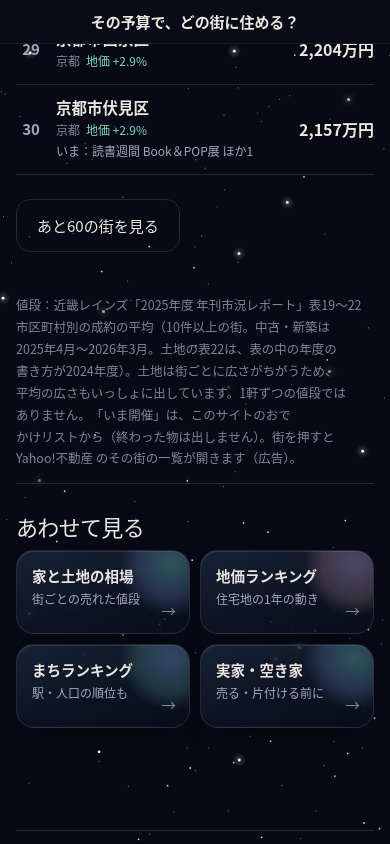 その予算で、どの街に住める？
29
京都 地価 +2.9%
2,204万円
30
京都市伏見区
京都 地価 +2.9%
いま：読書週間 Book＆POP展 ほか1
2,157万円
あと60の街を見る
値段：近畿レインズ「2025年度 年刊市況レポート」表19〜22
市区町村別の成約の平均（10件以上の街。中古・新築は
2025年4月〜2026年3月。土地の表22は、表の中の年度の
書き方が2024年度）。土地は街ごとに広さがちがうため、
平均の広さもいっしょに出しています。1軒ずつの値段では
ありません。「いま開催」は、このサイトのおで
かけリストから（終わった物は出しません）。街を押すと
Yahoo!不動産 のその街の一覧が開きます（広告）。
あわせて見る
家と土地の相場
街ごとの売れた値段
→
地価ランキング
住宅地の1年の動き
→
まちランキング
駅・人口の順位も
→
実家・空き家
売る・片付ける前に
→